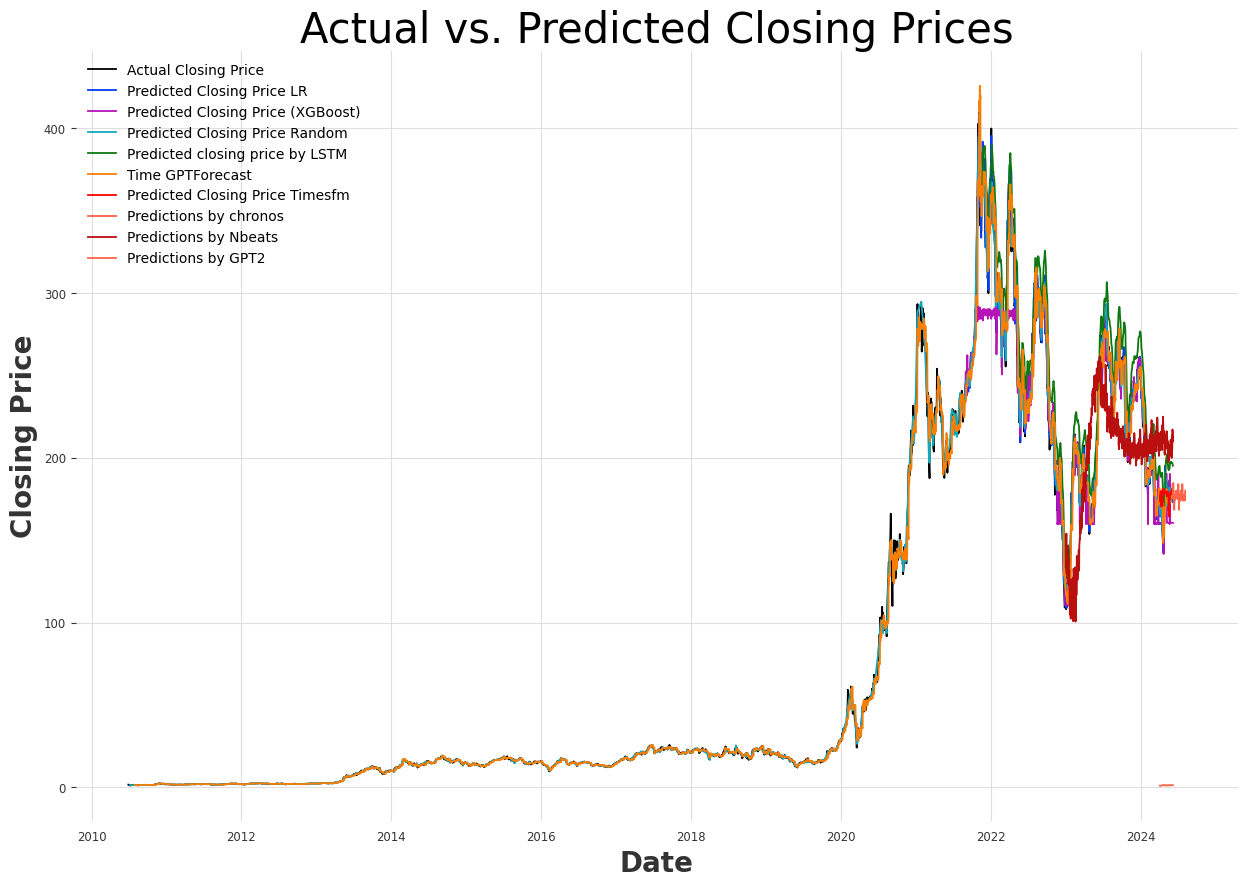 Actual vs. Predicted Closing Prices
Actual Closing Price
Predicted Closing Price LR
Predicted Closing Price (XGBoost)
Predicted Closing Price Random
Predicted closing price by LSTM
Time GPTForecast
Predicted Closing Price Timesfm
Predictions by chronos
Predictions by Nbeats
Predictions by GPT2
400
300
200
100
0
Closing Price
2010 2012 2014 2016 2018 2020 2022 2024
Date